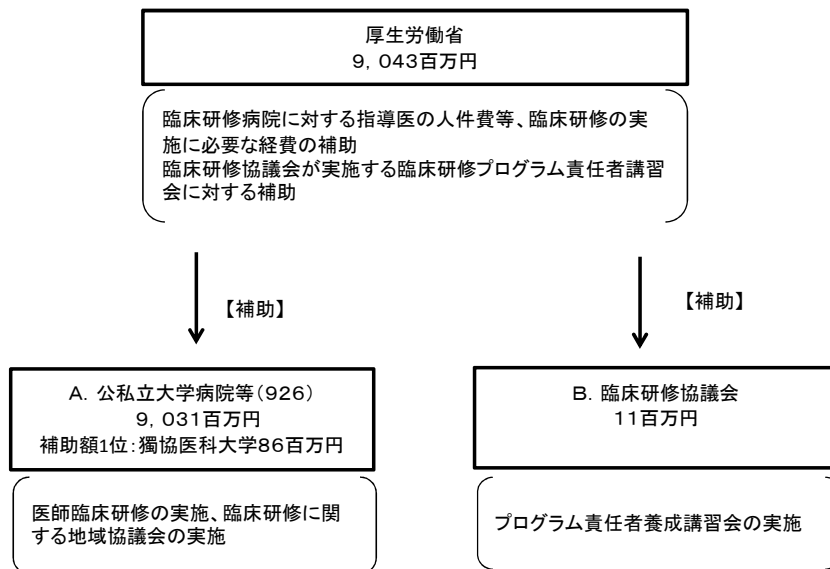 厚生労働省
９，０４３百万円
臨床研修病院に対する指導医の人件費等、臨床研修の実
施に必要な経費の補助
臨床研修協議会が実施する臨床研修プログラム責任者講習
会に対する補助
【補助】
【補助】
A．公私立大学病院等（926）
９，０３１百万円
補助額1位：獨協医科大学86百万円
B．臨床研修協議会
11百万円
医師臨床研修の実施、臨床研修に関
する地域協議会の実施
プログラム責任者養成講習会の実施